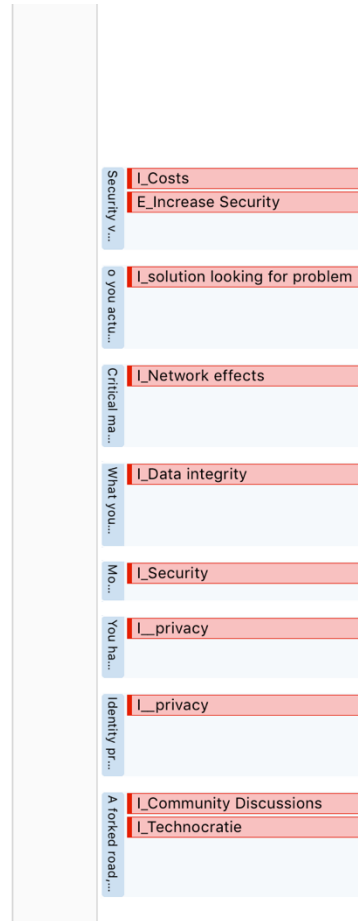 Security v...
I_Costs
E_Increase Security
o you actu...
I_solution looking for problem
Critical ma...
I_Network effects
What you...
I_Data integrity
Mo...
I_Security
You ha...
I__privacy
Identity pr...
I__privacy
A forked road,...
I_Community Discussions
I_Technocratie